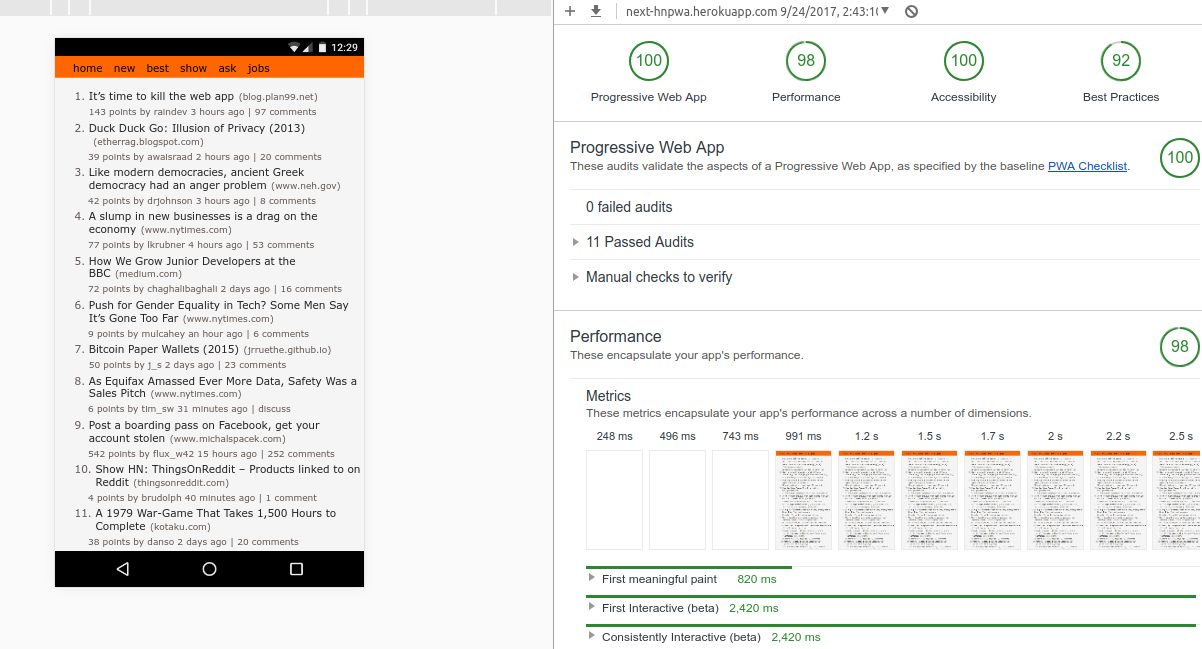 12:29
home new best show ask jobs
1. It’s time to kill the web app (blog.plan99.net)
143 points by raindev 3 hours ago | 97 comments
2. Duck Duck Go: Illusion of Privacy (2013)
(etherrag.blogspot.com)
39 points by awaisraad 2 hours ago | 20 comments
3. Like modern democracies, ancient Greek
democracy had an anger problem (www.neh.gov)
42 points by drjohnson 3 hours ago | 8 comments
4. A slump in new businesses is a drag on the
economy (www.nytimes.com)
77 points by lkrubner 4 hours ago | 53 comments
5. How We Grow Junior Developers at the
BBC (medium.com)
72 points by chaghalibaghali 2 days ago | 16 comments
6. Push for Gender Equality in Tech? Some Men Say
It’s Gone Too Far (www.nytimes.com)
9 points by mulcahey an hour ago | 6 comments
7. Bitcoin Paper Wallets (2015) (jrruethe.github.io)
50 points by j_s 2 days ago | 23 comments
8. As Equifax Amassed Ever More Data, Safety Was a
Sales Pitch (www.nytimes.com)
6 points by tim_sw 31 minutes ago | discuss
9. Post a boarding pass on Facebook, get your
account stolen (www.michalspacek.com)
542 points by flux_w42 15 hours ago | 252 comments
10. Show HN: ThingsOnReddit – Products linked to on
Reddit (thingsonreddit.com)
4 points by brudolph 40 minutes ago | 1 comment
11. A 1979 War-Game That Takes 1,500 Hours to
Complete (kotaku.com)
38 points by danso 2 days ago | 20 comments
next-hnpwa.herokuapp.com 9/24/2017, 2:43:1
100 98 100 92
Progressive Web App Performance Accessibility Best Practices
Progressive Web App
These audits validate the aspects of a Progressive Web App, as specified by the baseline PWA Checklist.
100
0 failed audits
11 Passed Audits
Manual checks to verify
Performance
These encapsulate your app's performance.
98
Metrics
These metrics encapsulate your app's performance across a number of dimensions.
248 ms 496 ms 743 ms 991 ms 1.2 s 1.5 s 1.7 s 2 s 2.2 s 2.5 s
First meaningful paint 820 ms
First Interactive (beta) 2,420 ms
Consistently Interactive (beta) 2,420 ms